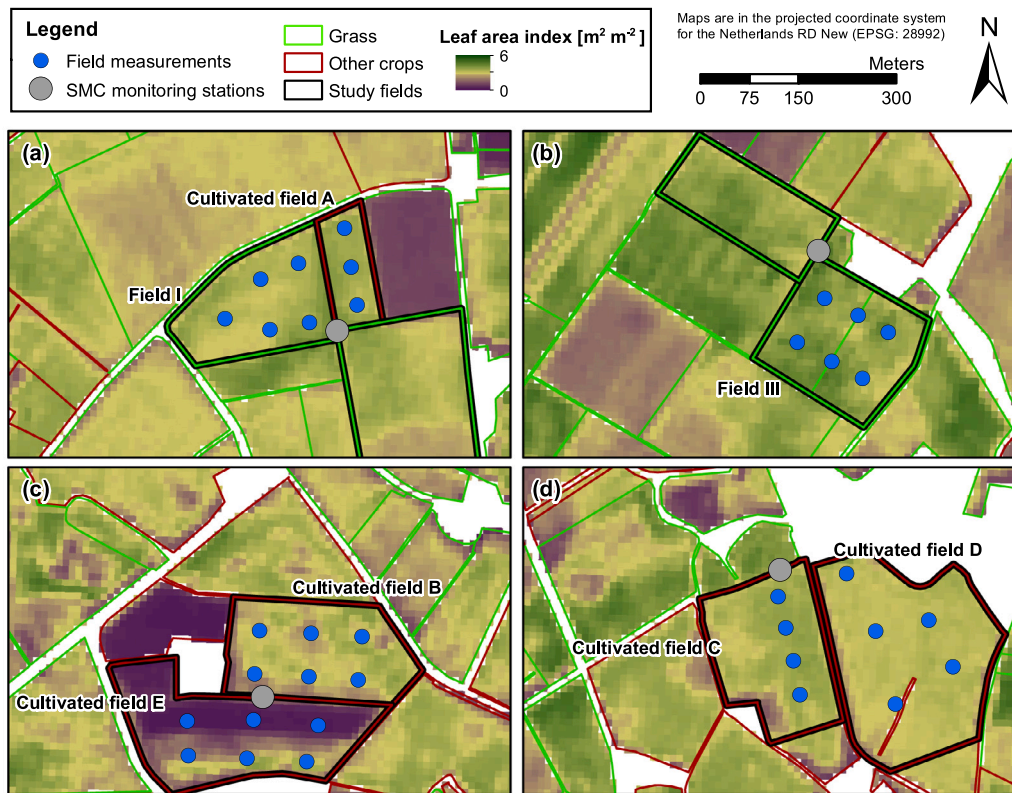 Legend
Field measurements
SMC monitoring stations
Grass
Other crops
Study fields
Leaf area index [m² m⁻²]
6
0
Maps are in the projected coordinate system
for the Netherlands RD New (EPSG: 28992)
Meters
0 75 150 300
N
(a)
Cultivated field A
Field I
(b)
Field III
(c)
Cultivated field B
Cultivated field E
(d)
Cultivated field D
Cultivated field C